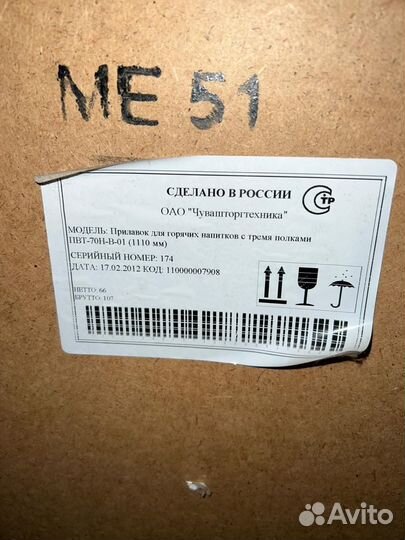 ME 51
СДЕЛАНО В РОССИИ
ОАО "Чувашторгтехника"
МОДЕЛЬ: Прилавок для горячих напитков с тремя полками
ПВТ-70Н-В-01 (1110 мм)
СЕРИЙНЫЙ НОМЕР: 174
ДАТА: 17.02.2012 КОД: 110000007908
НЕТТО: 66
БРУТТО: 107
Avito